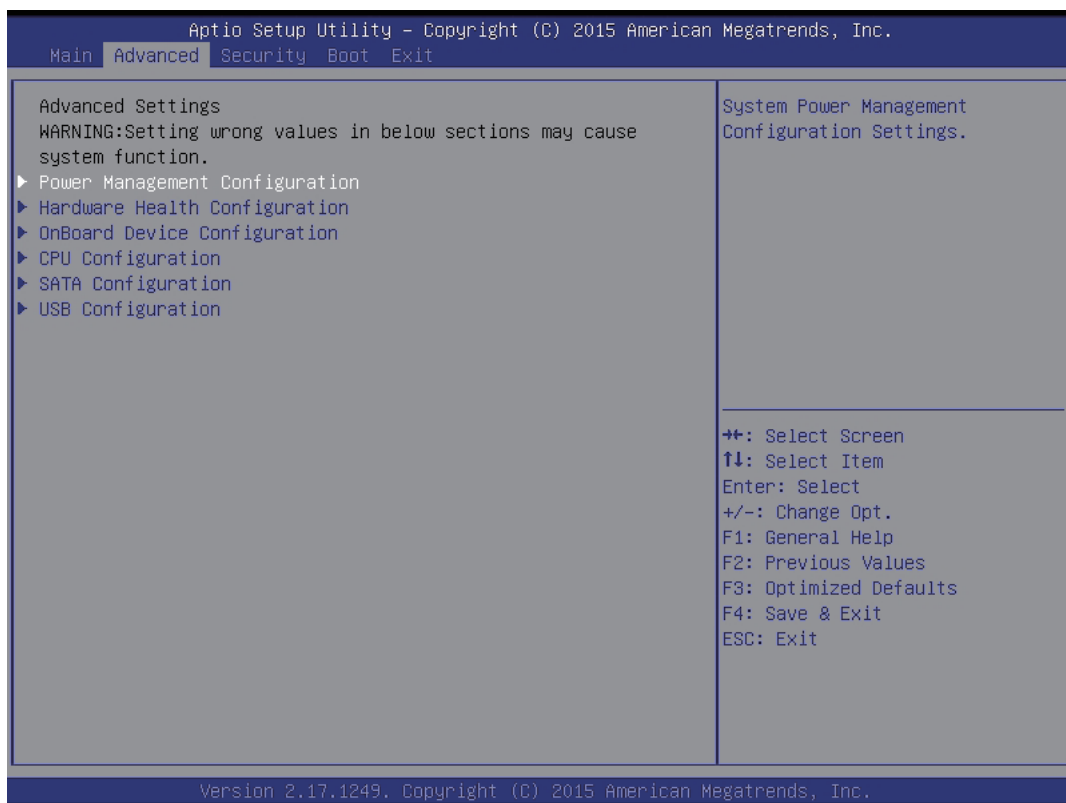 Aptio Setup Utility – Copyright (C) 2015 American Megatrends, Inc.
Main Advanced Security Boot Exit
Advanced Settings
WARNING:Setting wrong values in below sections may cause
system function.
▶ Power Management Configuration
▶ Hardware Health Configuration
▶ OnBoard Device Configuration
▶ CPU Configuration
▶ SATA Configuration
▶ USB Configuration
System Power Management
Configuration Settings.
→←: Select Screen
↑↓: Select Item
Enter: Select
+/-: Change Opt.
F1: General Help
F2: Previous Values
F3: Optimized Defaults
F4: Save & Exit
ESC: Exit
Version 2.17.1249. Copyright (C) 2015 American Megatrends, Inc.